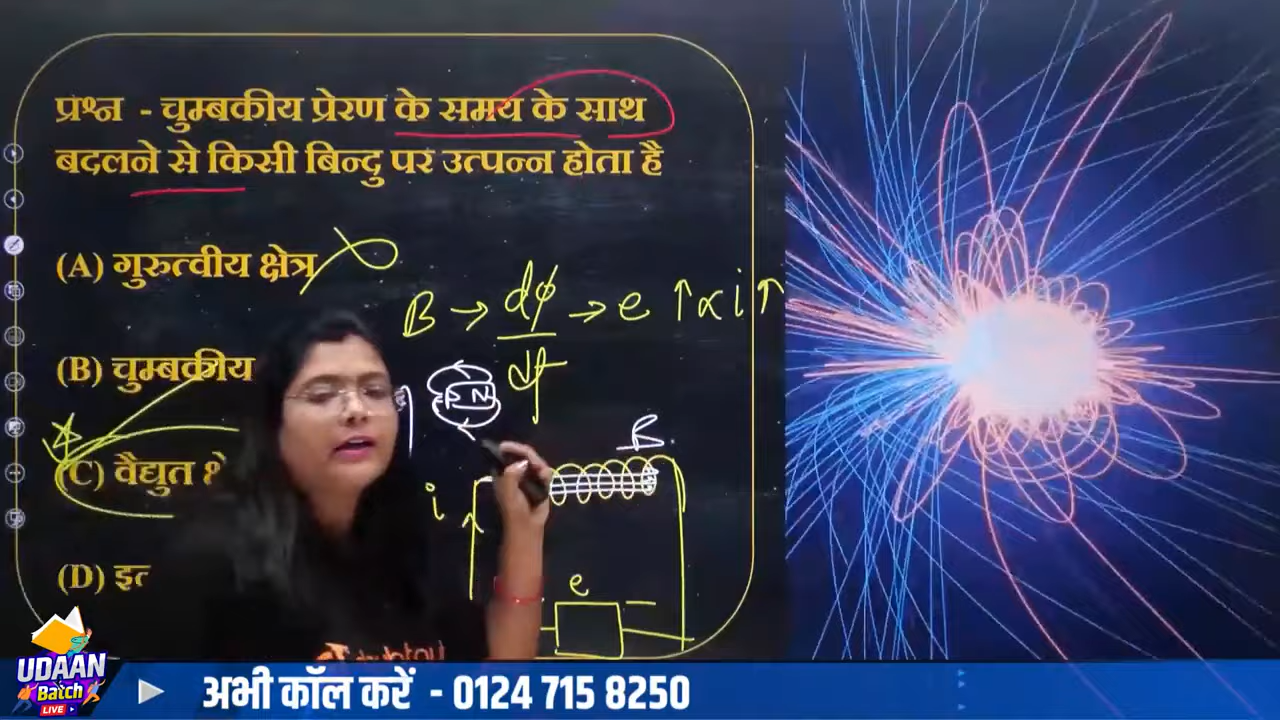 प्रश्न - चुम्बकीय प्रेरण के समय के साथ
बदलने से किसी बिन्दु पर उत्पन्न होता है
(A) गुरुत्वीय क्षेत्र
B → dϕ/dt → e ↑ ∝ i ↑
(B) चुम्बकीय
N
B
(C) वैद्युत क्षे
i
e
(D) इत
UDAAN
Batch
LIVE
अभी कॉल करें - 0124 715 8250